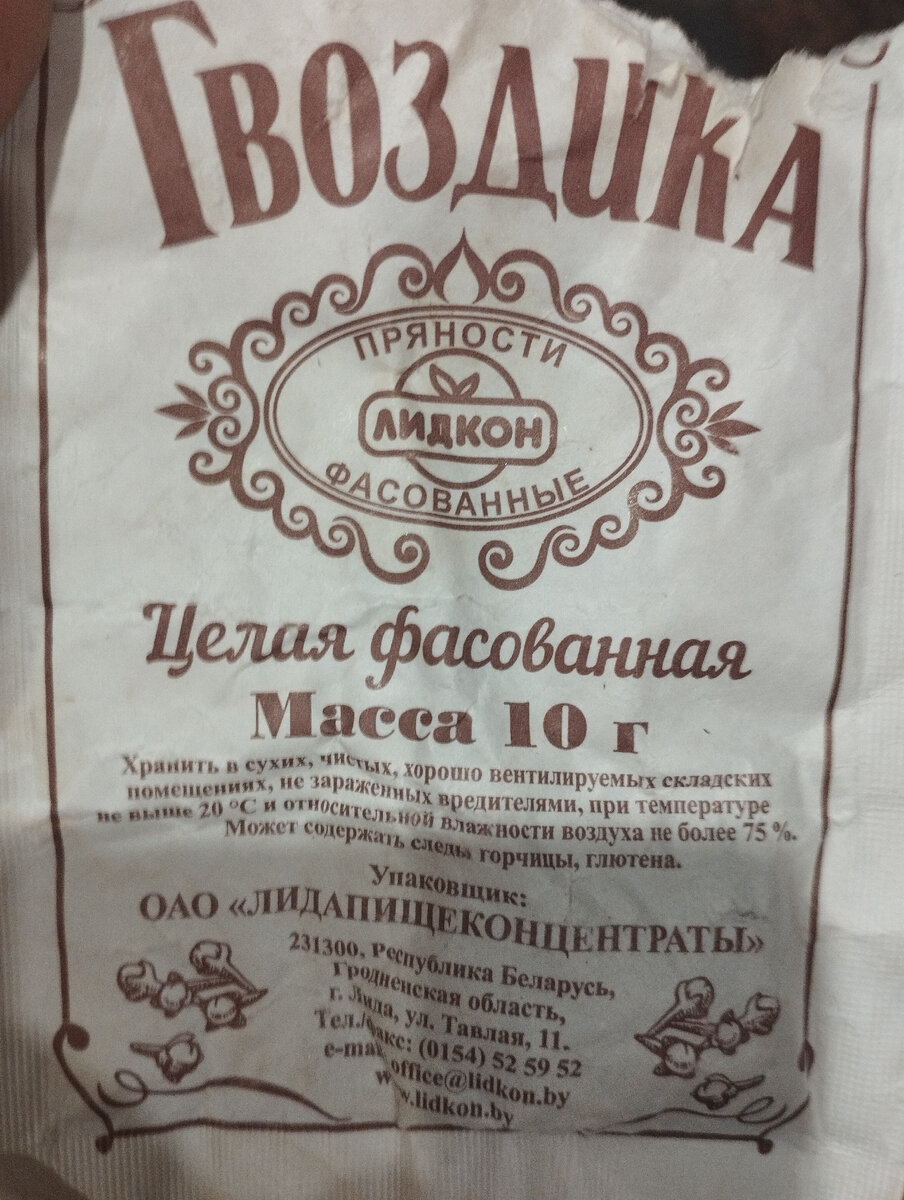 Гвоздика
ПРЯНОСТИ
ЛИДКОН
ФАСОВАННЫЕ
Целая фасованная
Масса 10 г
Хранить в сухих, чистых, хорошо вентилируемых складских
помещениях, не зараженных вредителями, при температуре
не выше 20 °С и относительной влажности воздуха не более 75 %.
Может содержать следы горчицы, глютена.
Упаковщик:
ОАО «ЛИДАПИЩЕКОНЦЕНТРАТЫ»
231300, Республика Беларусь,
Гродненская область,
г. Лида, ул. Тавлая, 11.
Тел./факс: (0154) 52 59 52
office@lidkon.by
.lidkon.by